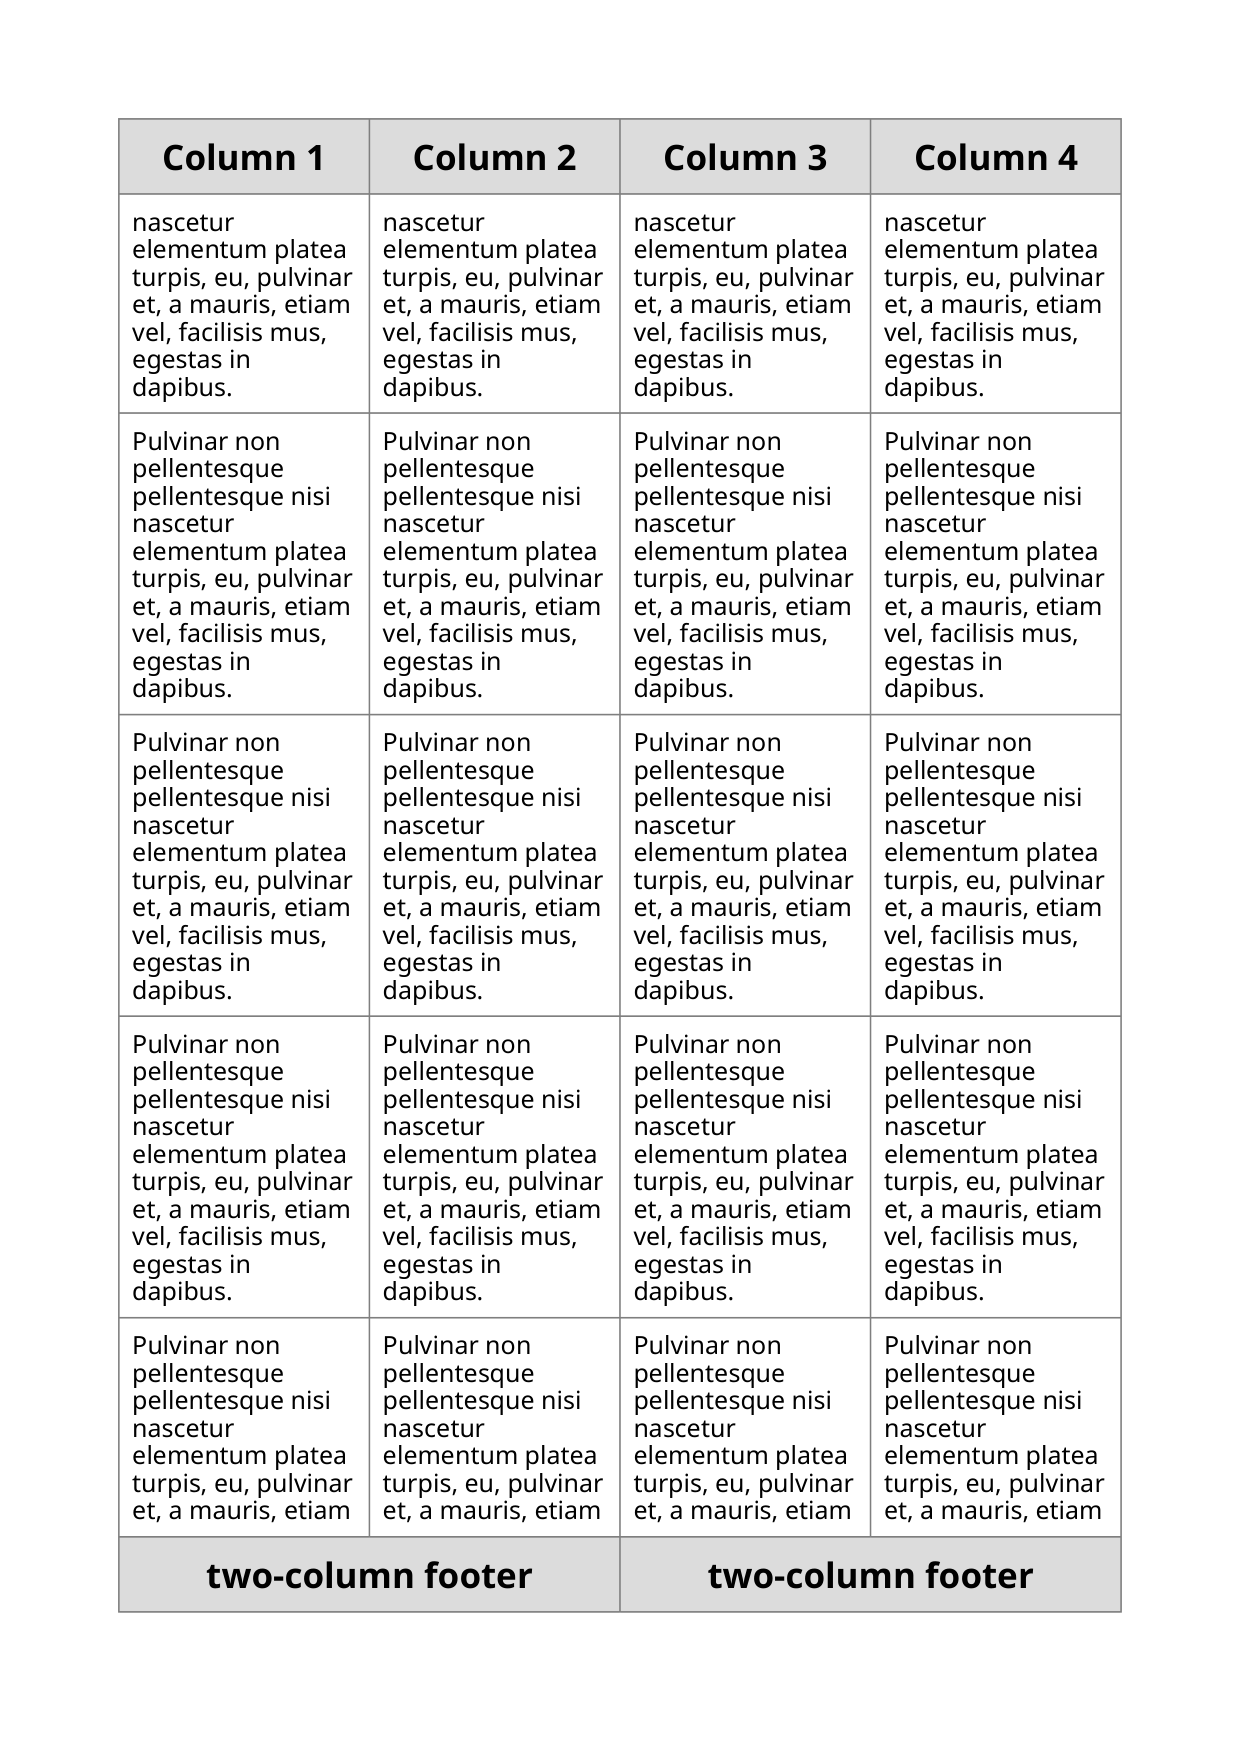 Column 1 Column 2 Column 3 Column 4
nascetur nascetur nascetur nascetur
elementum platea elementum platea elementum platea elementum platea
turpis, eu, pulvinar turpis, eu, pulvinar turpis, eu, pulvinar turpis, eu, pulvinar
et, a mauris, etiam et, a mauris, etiam et, a mauris, etiam et, a mauris, etiam
vel, facilisis mus, vel, facilisis mus, vel, facilisis mus, vel, facilisis mus,
egestas in egestas in egestas in egestas in
dapibus. dapibus. dapibus. dapibus.
Pulvinar non Pulvinar non Pulvinar non Pulvinar non
pellentesque pellentesque pellentesque pellentesque
pellentesque nisi pellentesque nisi pellentesque nisi pellentesque nisi
nascetur nascetur nascetur nascetur
elementum platea elementum platea elementum platea elementum platea
turpis, eu, pulvinar turpis, eu, pulvinar turpis, eu, pulvinar turpis, eu, pulvinar
et, a mauris, etiam et, a mauris, etiam et, a mauris, etiam et, a mauris, etiam
vel, facilisis mus, vel, facilisis mus, vel, facilisis mus, vel, facilisis mus,
egestas in egestas in egestas in egestas in
dapibus. dapibus. dapibus. dapibus.
Pulvinar non Pulvinar non Pulvinar non Pulvinar non
pellentesque pellentesque pellentesque pellentesque
pellentesque nisi pellentesque nisi pellentesque nisi pellentesque nisi
nascetur nascetur nascetur nascetur
elementum platea elementum platea elementum platea elementum platea
turpis, eu, pulvinar turpis, eu, pulvinar turpis, eu, pulvinar turpis, eu, pulvinar
et, a mauris, etiam et, a mauris, etiam et, a mauris, etiam et, a mauris, etiam
vel, facilisis mus, vel, facilisis mus, vel, facilisis mus, vel, facilisis mus,
egestas in egestas in egestas in egestas in
dapibus. dapibus. dapibus. dapibus.
Pulvinar non Pulvinar non Pulvinar non Pulvinar non
pellentesque pellentesque pellentesque pellentesque
pellentesque nisi pellentesque nisi pellentesque nisi pellentesque nisi
nascetur nascetur nascetur nascetur
elementum platea elementum platea elementum platea elementum platea
turpis, eu, pulvinar turpis, eu, pulvinar turpis, eu, pulvinar turpis, eu, pulvinar
et, a mauris, etiam et, a mauris, etiam et, a mauris, etiam et, a mauris, etiam
vel, facilisis mus, vel, facilisis mus, vel, facilisis mus, vel, facilisis mus,
egestas in egestas in egestas in egestas in
dapibus. dapibus. dapibus. dapibus.
Pulvinar non Pulvinar non Pulvinar non Pulvinar non
pellentesque pellentesque pellentesque pellentesque
pellentesque nisi pellentesque nisi pellentesque nisi pellentesque nisi
nascetur nascetur nascetur nascetur
elementum platea elementum platea elementum platea elementum platea
turpis, eu, pulvinar turpis, eu, pulvinar turpis, eu, pulvinar turpis, eu, pulvinar
et, a mauris, etiam et, a mauris, etiam et, a mauris, etiam et, a mauris, etiam
two-column footer two-column footer